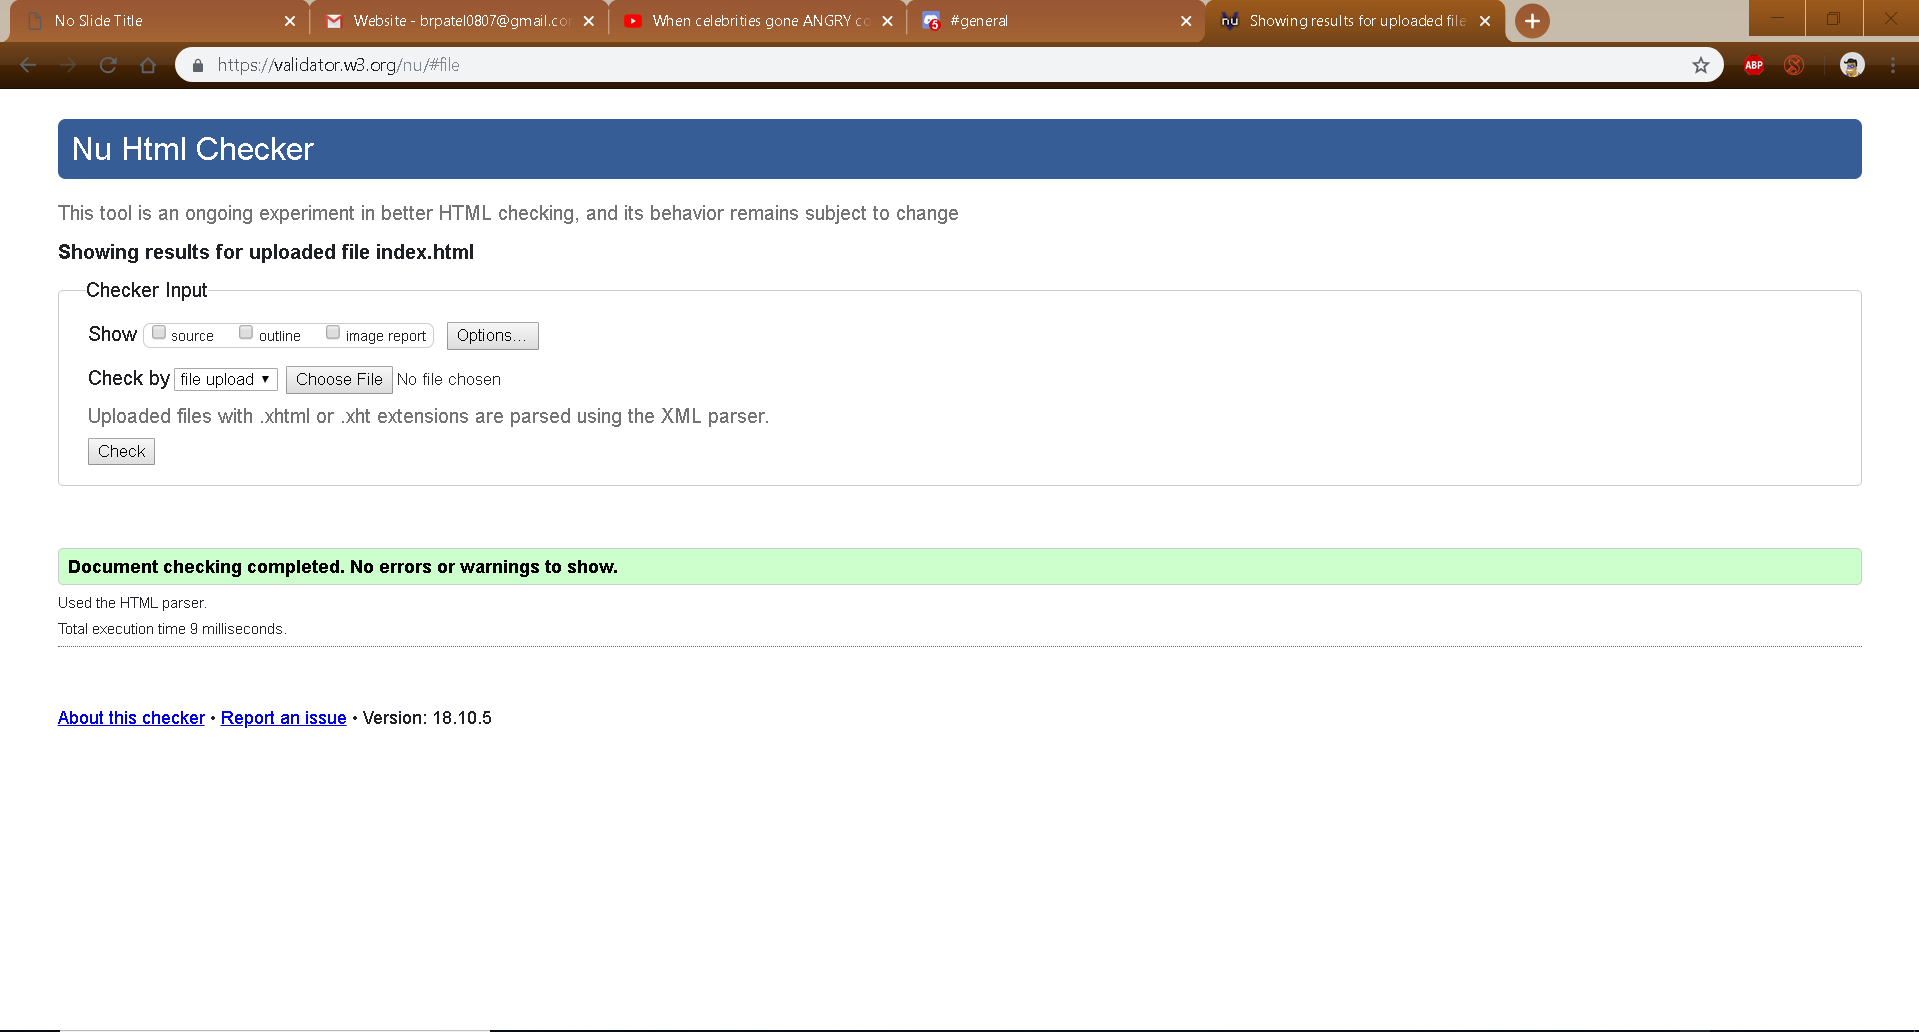 No Slide Title
Website - brpatel0807@gmail.co
When celebrities gone ANGRY co
5
#general
nu
Showing results for uploaded file
https://validator.w3.org/nu/#file
ABP
Nu Html Checker
This tool is an ongoing experiment in better HTML checking, and its behavior remains subject to change
Showing results for uploaded file index.html
Checker Input
Show source outline image report Options...
Check by file upload Choose File No file chosen
Uploaded files with .xhtml or .xht extensions are parsed using the XML parser.
Check
Document checking completed. No errors or warnings to show.
Used the HTML parser.
Total execution time 9 milliseconds.
About this checker • Report an issue • Version: 18.10.5